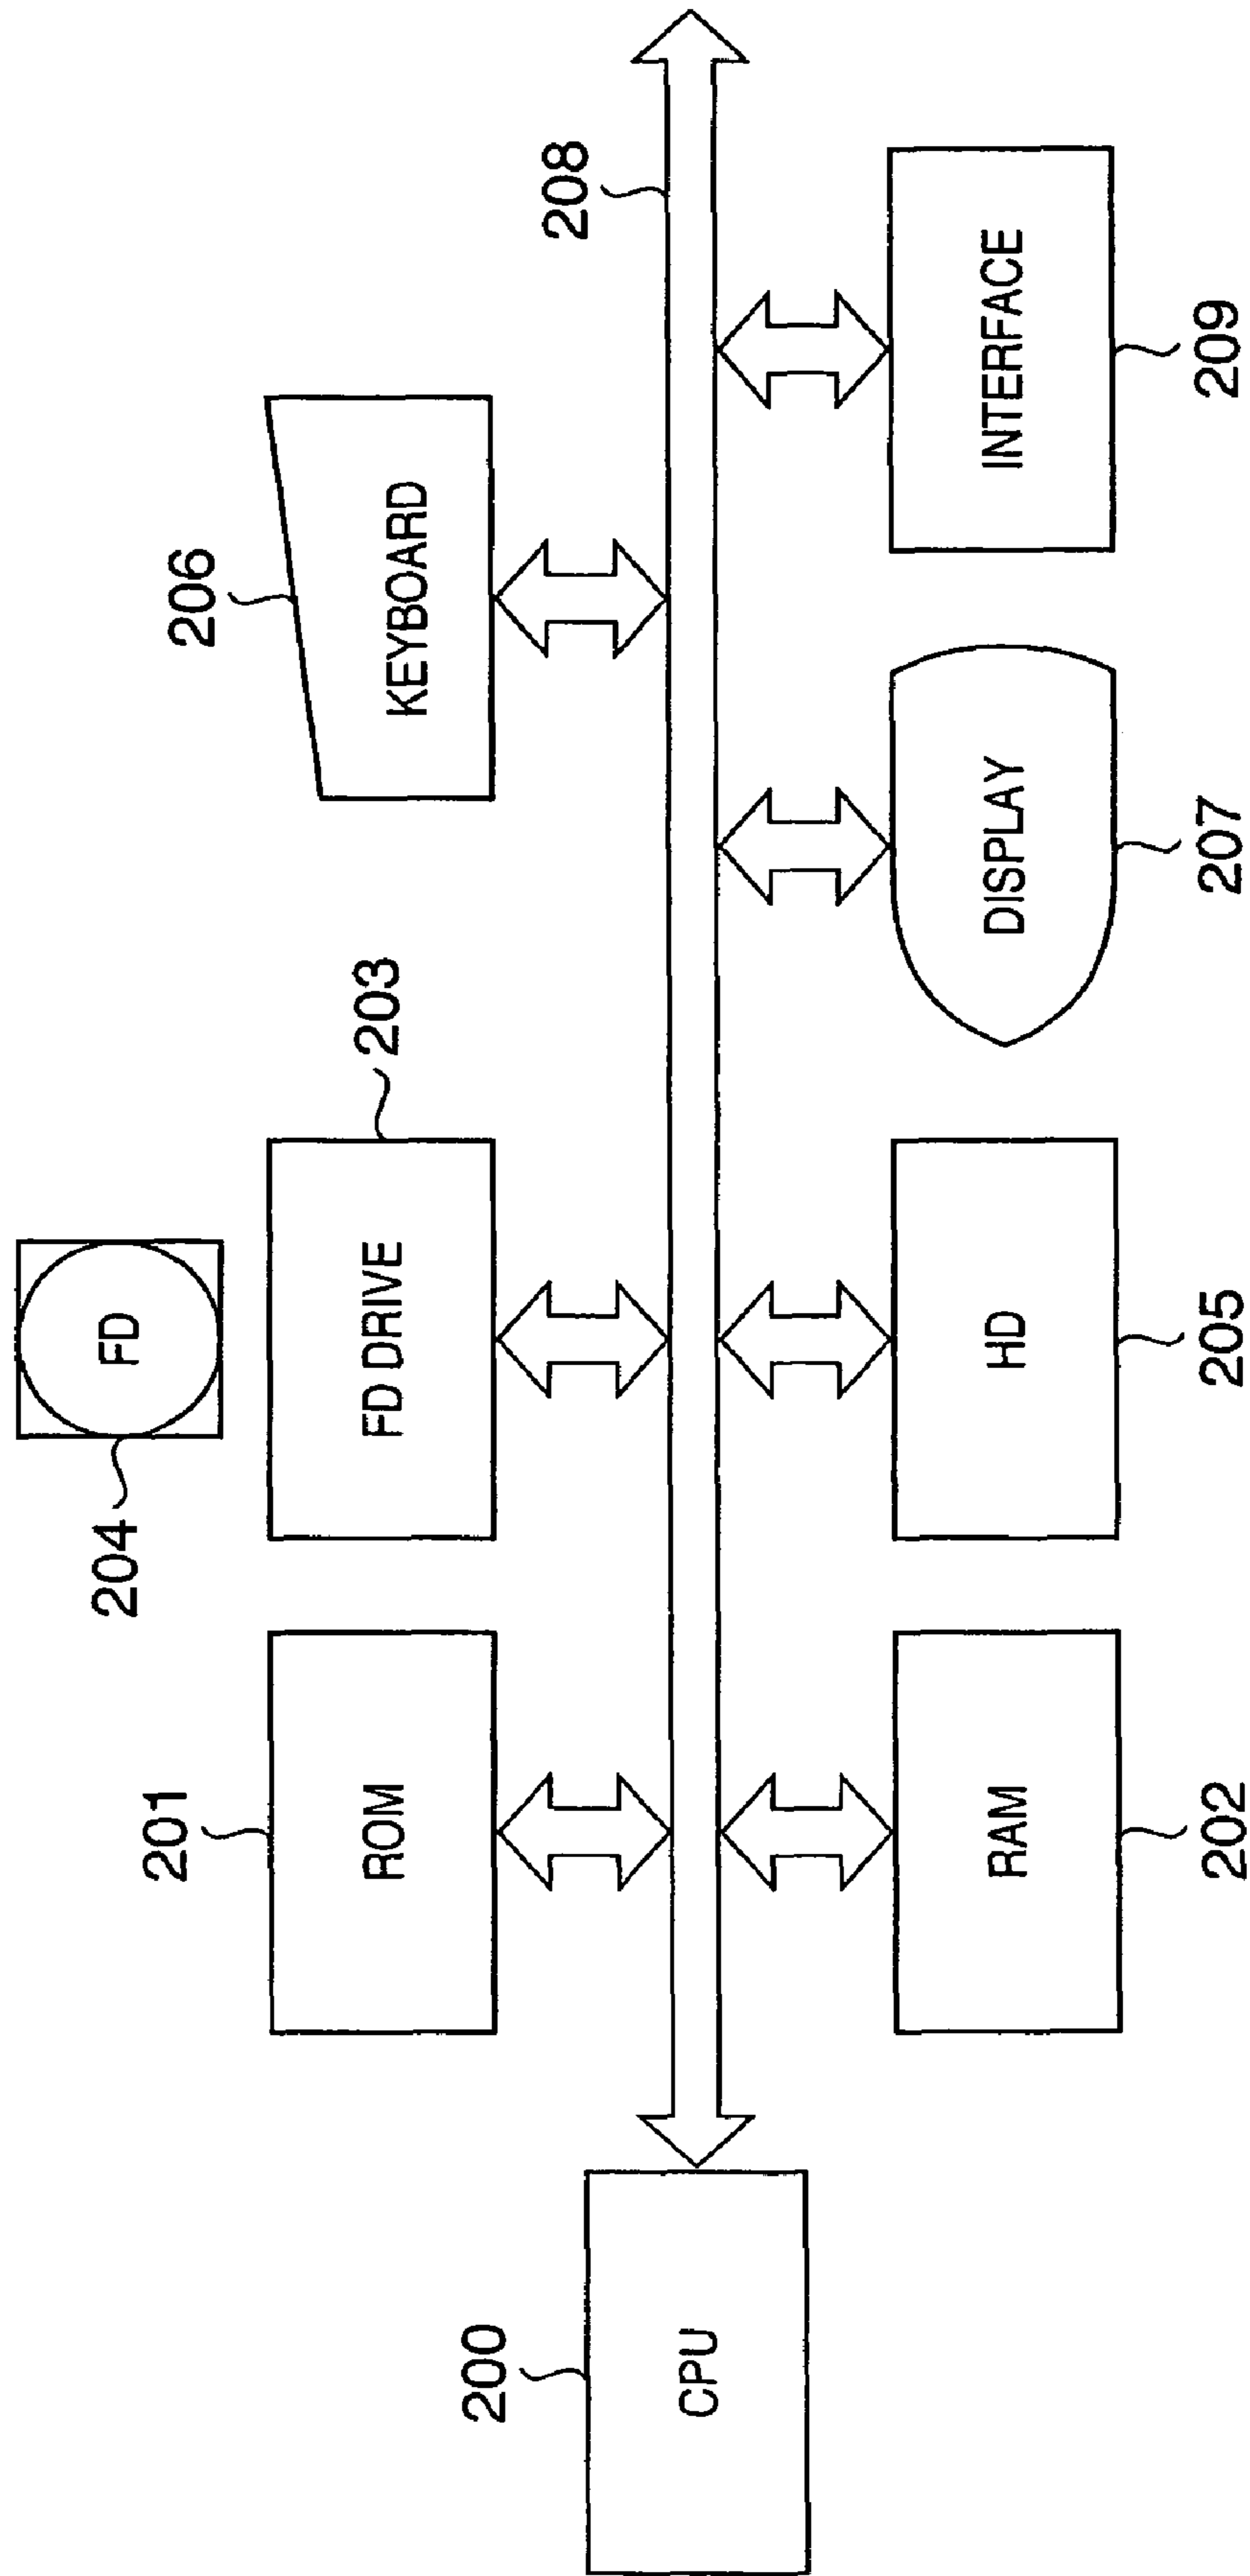 204
FD
201
203
206
ROM
FD DRIVE
KEYBOARD
200
208
CPU
RAM
HD
DISPLAY
INTERFACE
202
205
207
209